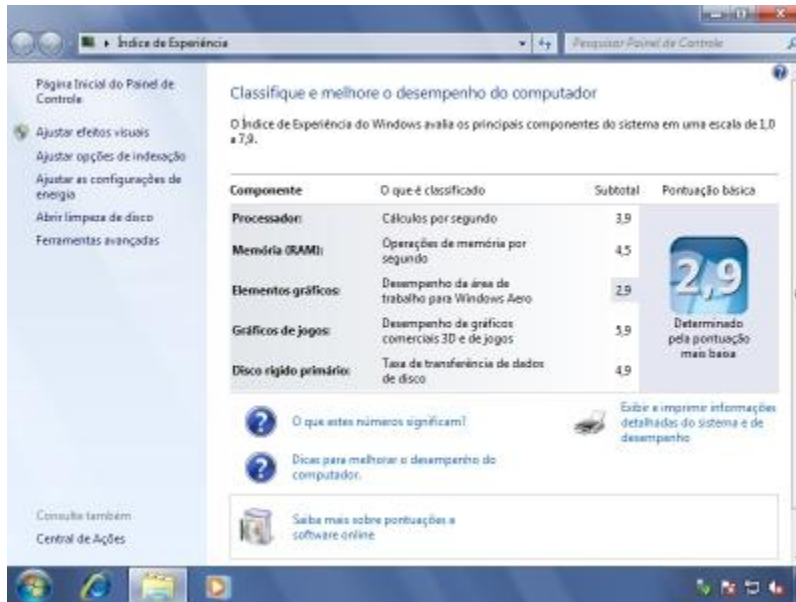 Índice de Experiência
Pesquisar Painel de Controle
Página Inicial do Painel de
Controle
Ajustar efeitos visuais
Ajustar opções de indexação
Ajustar as configurações de
energia
Abrir limpeza de disco
Ferramentas avançadas
Classifique e melhore o desempenho do computador
O Índice de Experiência do Windows avalia os principais componentes do sistema em uma escala de 1,0
a 7,9.
Componente O que é classificado Subtotal Pontuação básica
Processador: Cálculos por segundo 3,9
Memória (RAM): Operações de memória por
segundo 4,5
Elementos gráficos: Desempenho da área de
trabalho para Windows Aero 2,9
Gráficos de jogos: Desempenho de gráficos
comerciais 3D e de jogos 5,9
Disco rígido primário: Taxa de transferência de dados
de disco 4,9
2,9
Determinado
pela pontuação
mais baixa
O que estes números significam?
Exibir e imprimir informações
detalhadas do sistema e de
desempenho
Dicas para melhorar o desempenho do
computador.
Saiba mais sobre pontuações e
software online
Consulte também
Central de Ações